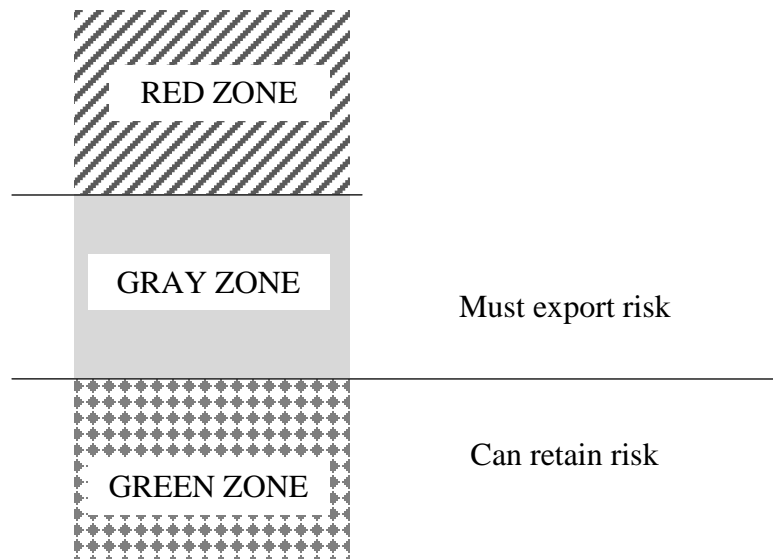 RED ZONE
GRAY ZONE
Must export risk
Can retain risk
GREEN ZONE